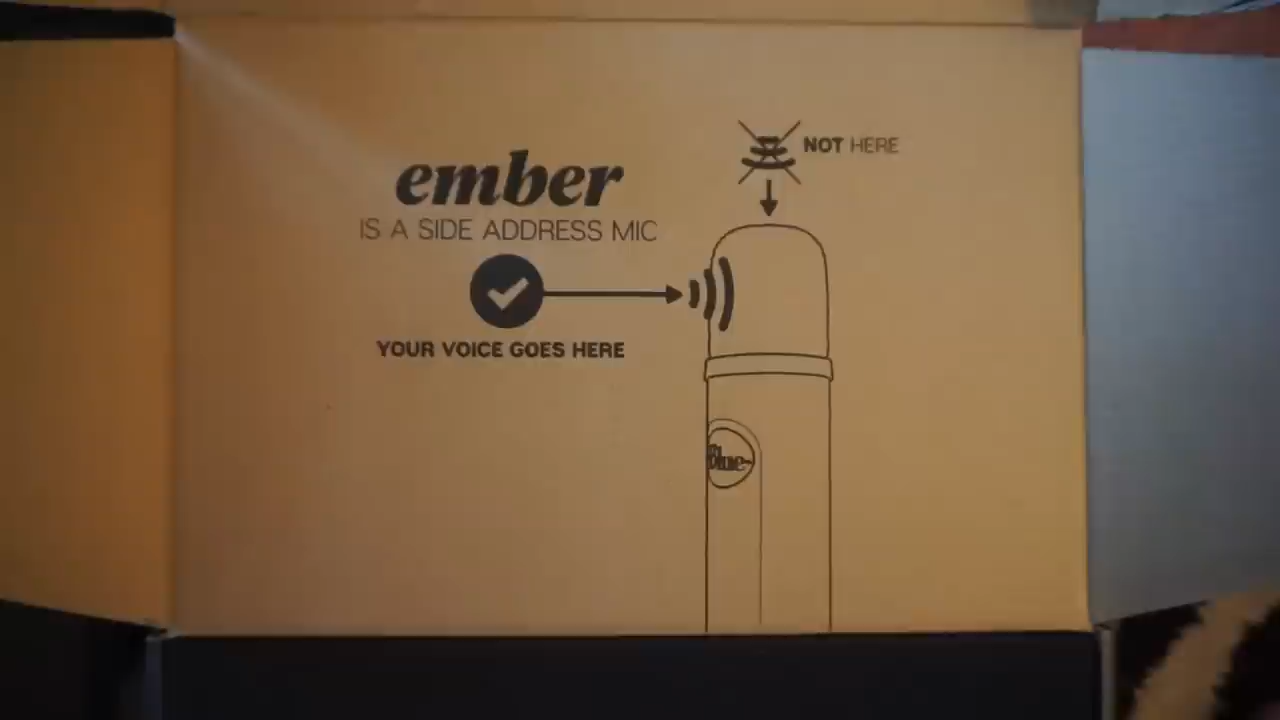 ember
IS A SIDE ADDRESS MIC
YOUR VOICE GOES HERE
NOT HERE
Blue